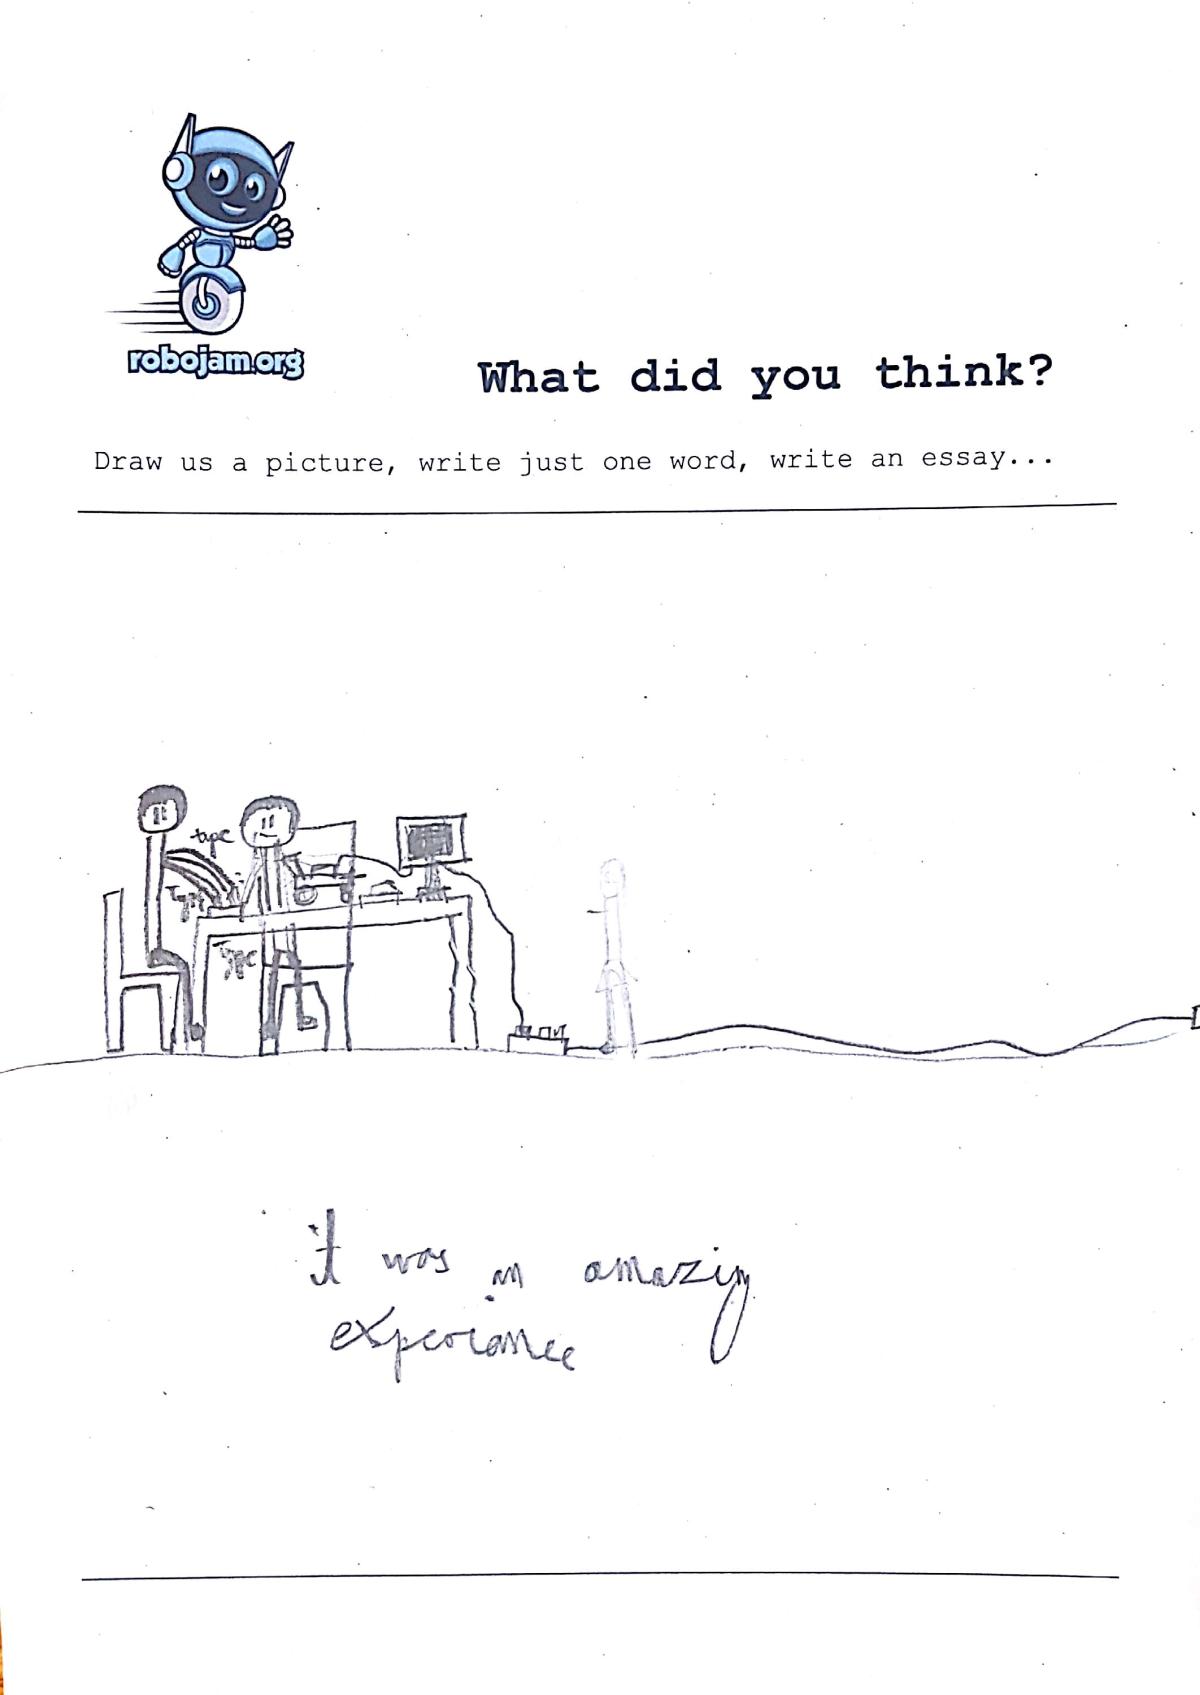 robojam.org
What did you think?
Draw us a picture, write just one word, write an essay...
type
type
type
it was an amazing
experiance